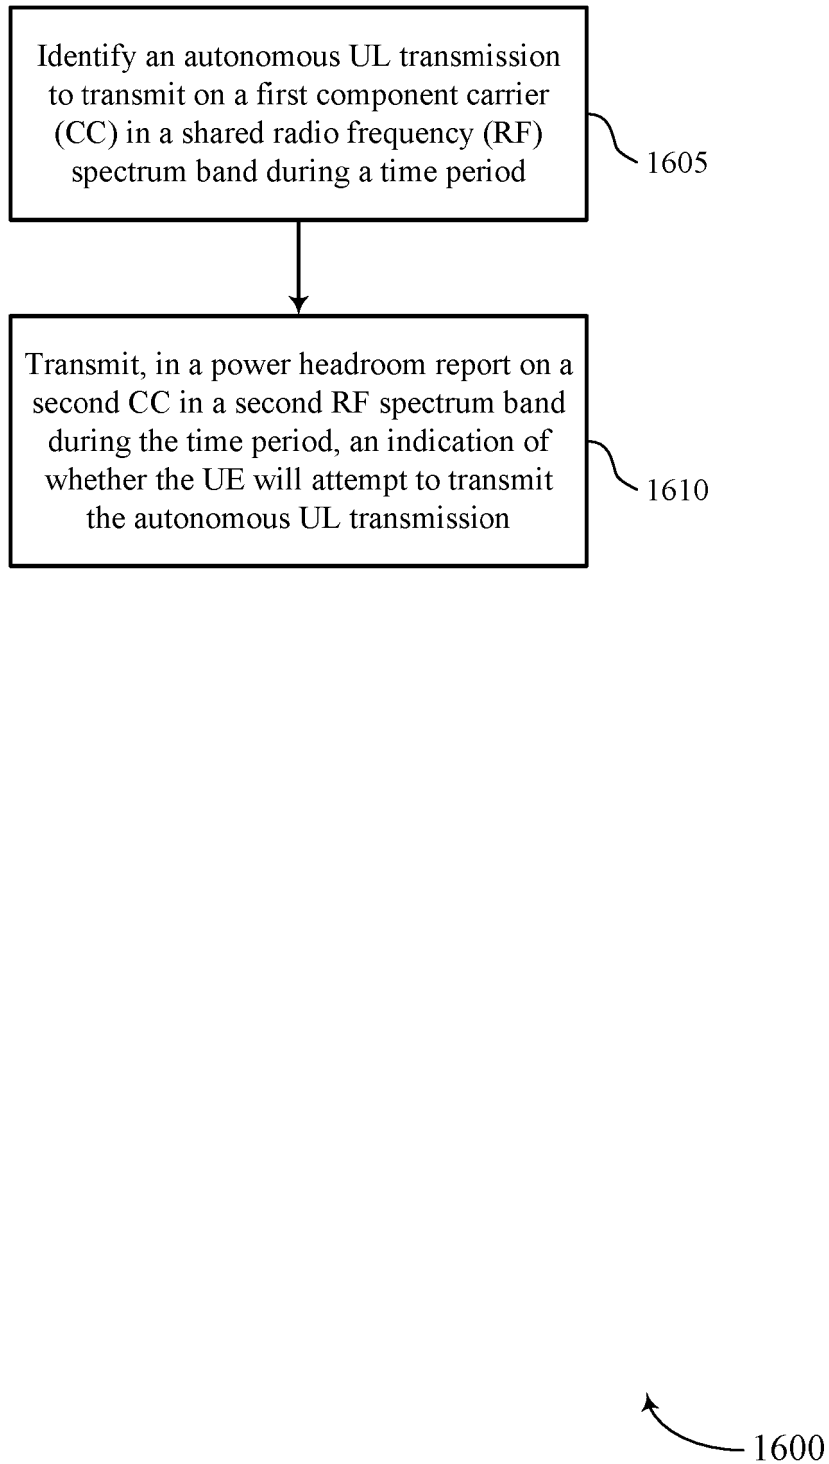 Identify an autonomous UL transmission
to transmit on a first component carrier
(CC) in a shared radio frequency (RF)
spectrum band during a time period
1605
Transmit, in a power headroom report on a
second CC in a second RF spectrum band
during the time period, an indication of
whether the UE will attempt to transmit
the autonomous UL transmission
1610
1600